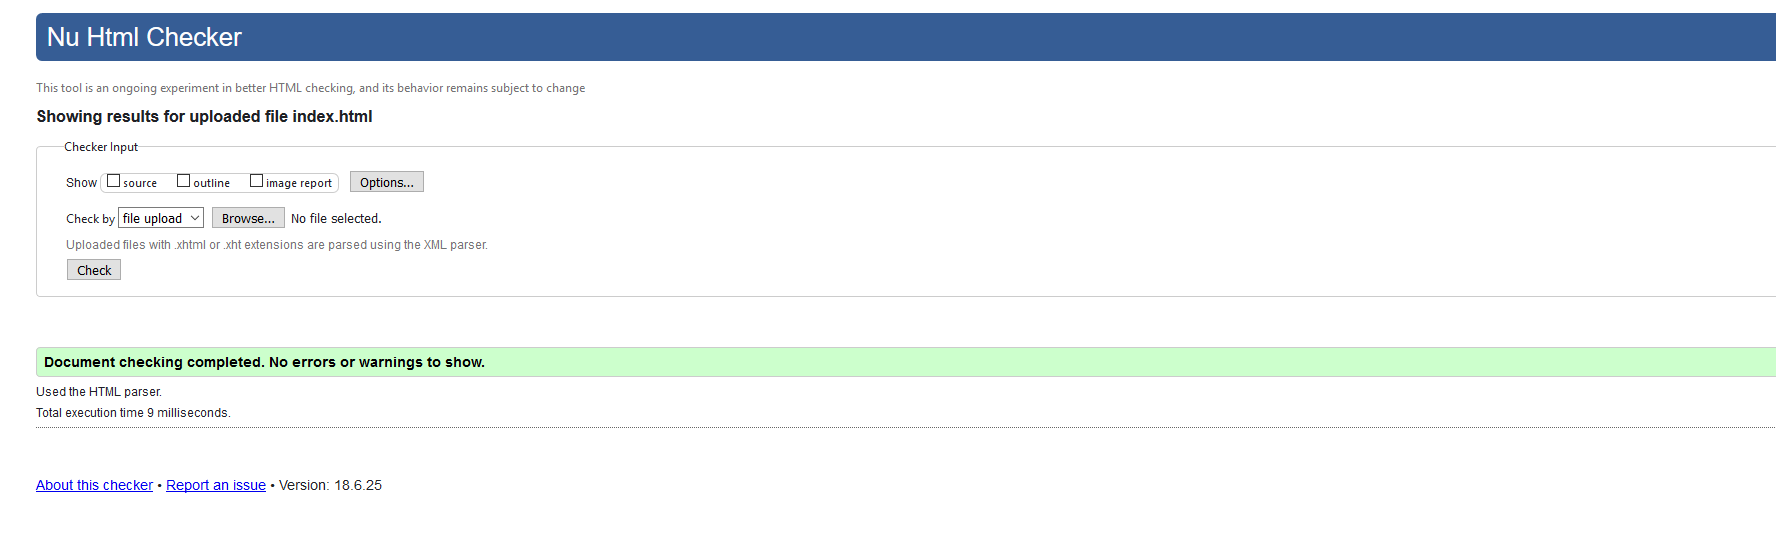 Nu Html Checker
This tool is an ongoing experiment in better HTML checking, and its behavior remains subject to change
Showing results for uploaded file index.html
Checker Input
Show source outline image report Options...
Check by file upload Browse... No file selected.
Uploaded files with .xhtml or .xht extensions are parsed using the XML parser.
Check
Document checking completed. No errors or warnings to show.
Used the HTML parser.
Total execution time 9 milliseconds.
About this checker • Report an issue • Version: 18.6.25